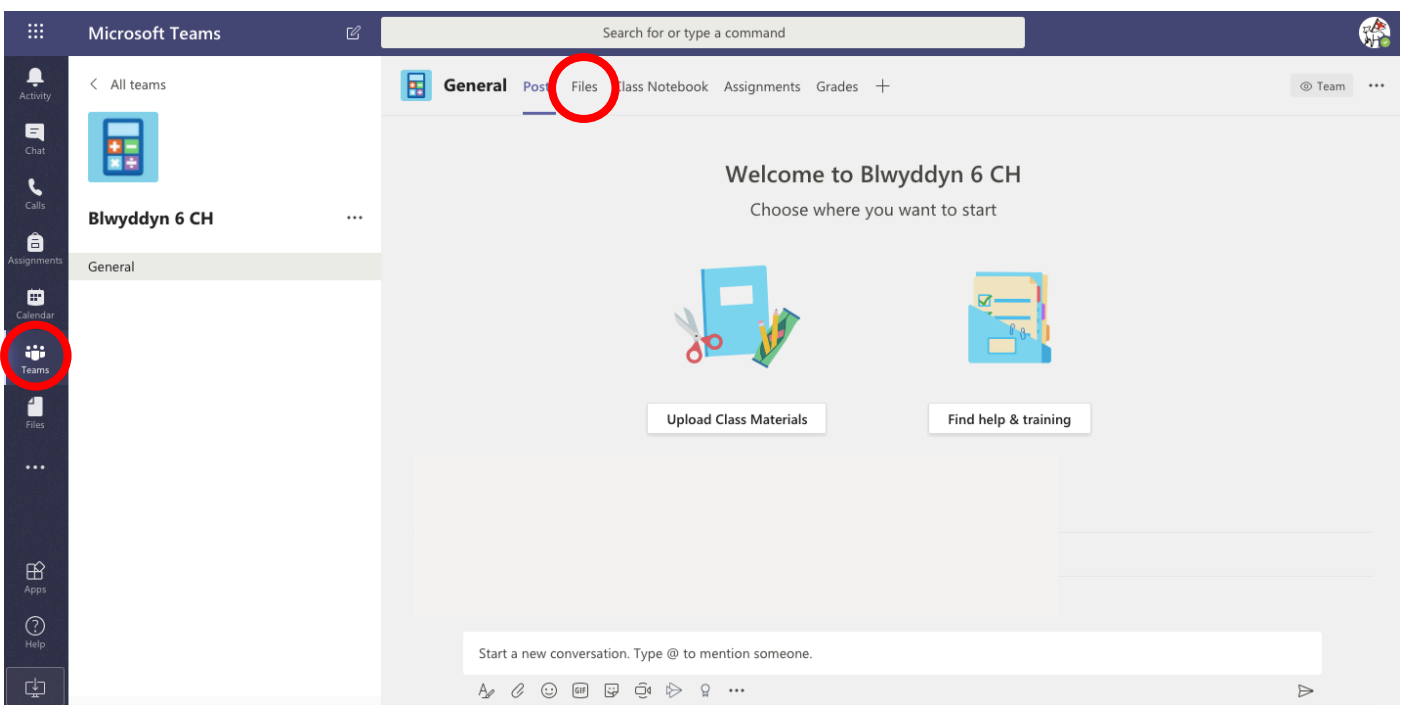 Microsoft Teams
Search for or type a command
Activity
Chat
Calls
Assignments
Calendar
Teams
Files
Apps
Help
All teams
Blwyddyn 6 CH
General
General Files Notebook Assignments Grades
Team
Welcome to Blwyddyn 6 CH
Choose where you want to start
Upload Class Materials
Find help & training
Start a new conversation. Type @ to mention someone.
GIF